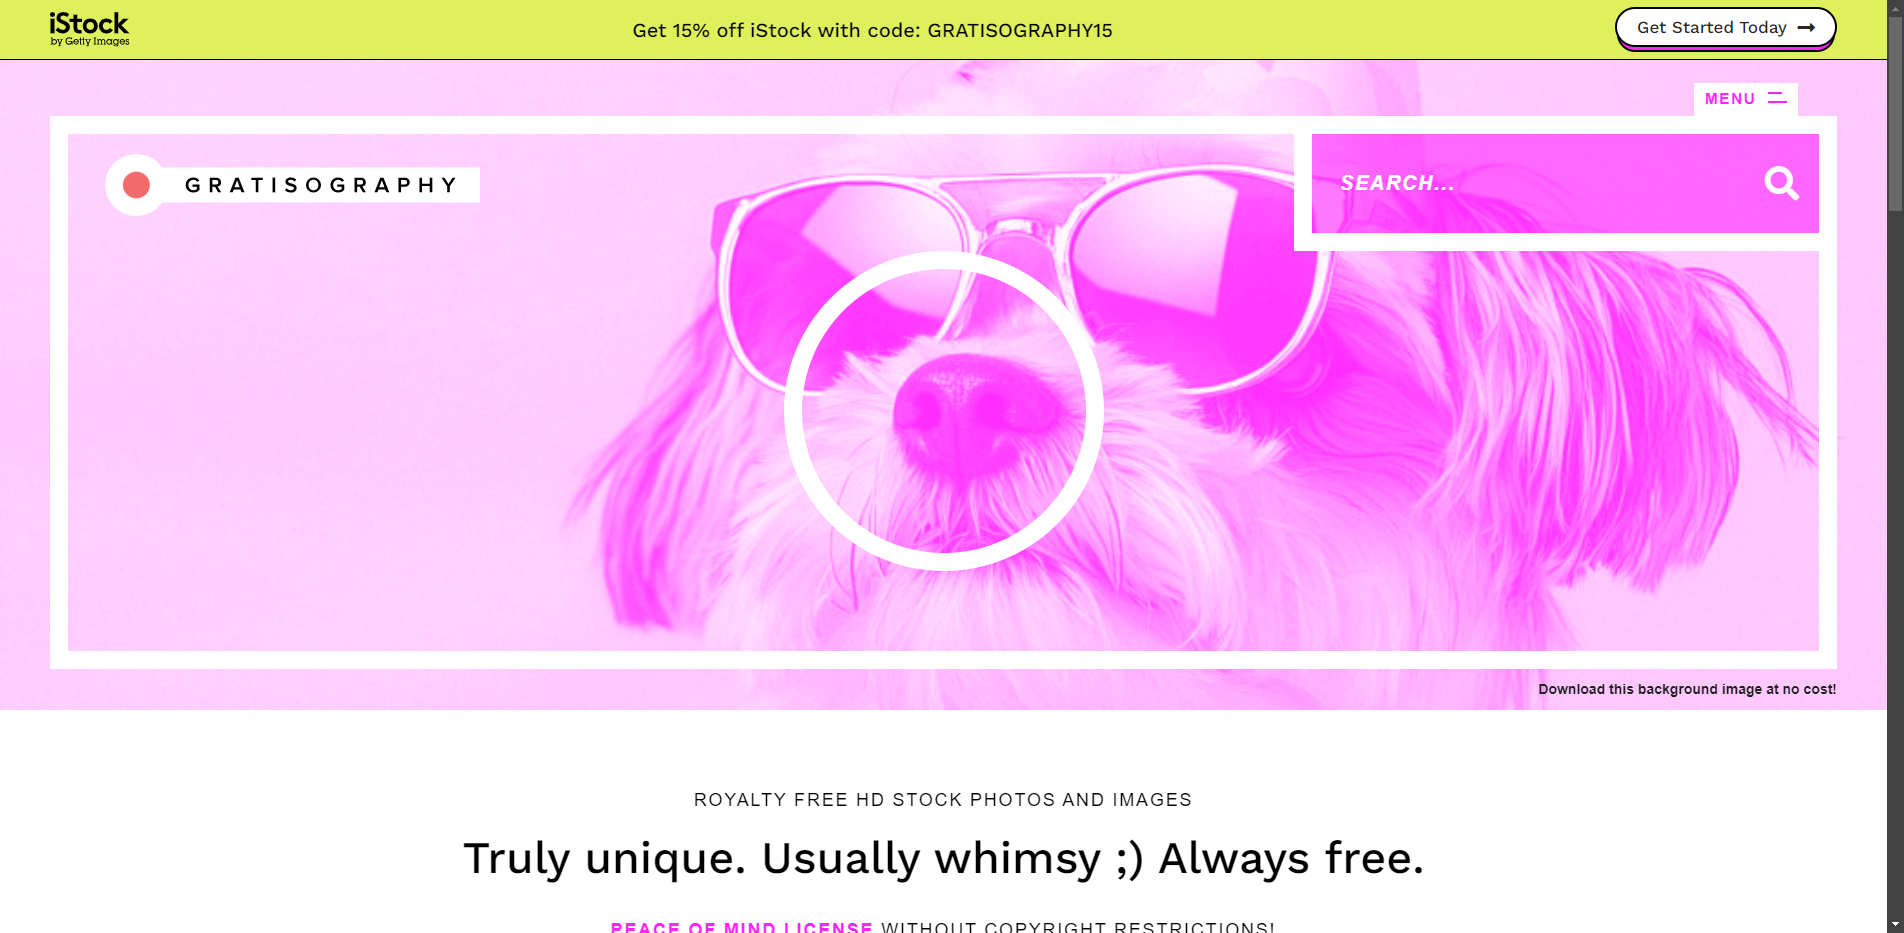 iStock
by Getty Images
Get 15% off iStock with code: GRATISOGRAPHY15
Get Started Today
MENU
GRATISOGRAPHY
SEARCH...
Download this background image at no cost!
ROYALTY FREE HD STOCK PHOTOS AND IMAGES
Truly unique. Usually whimsy ;) Always free.
PEACE OF MIND LICENSE WITHOUT COPYRIGHT RESTRICTIONS!